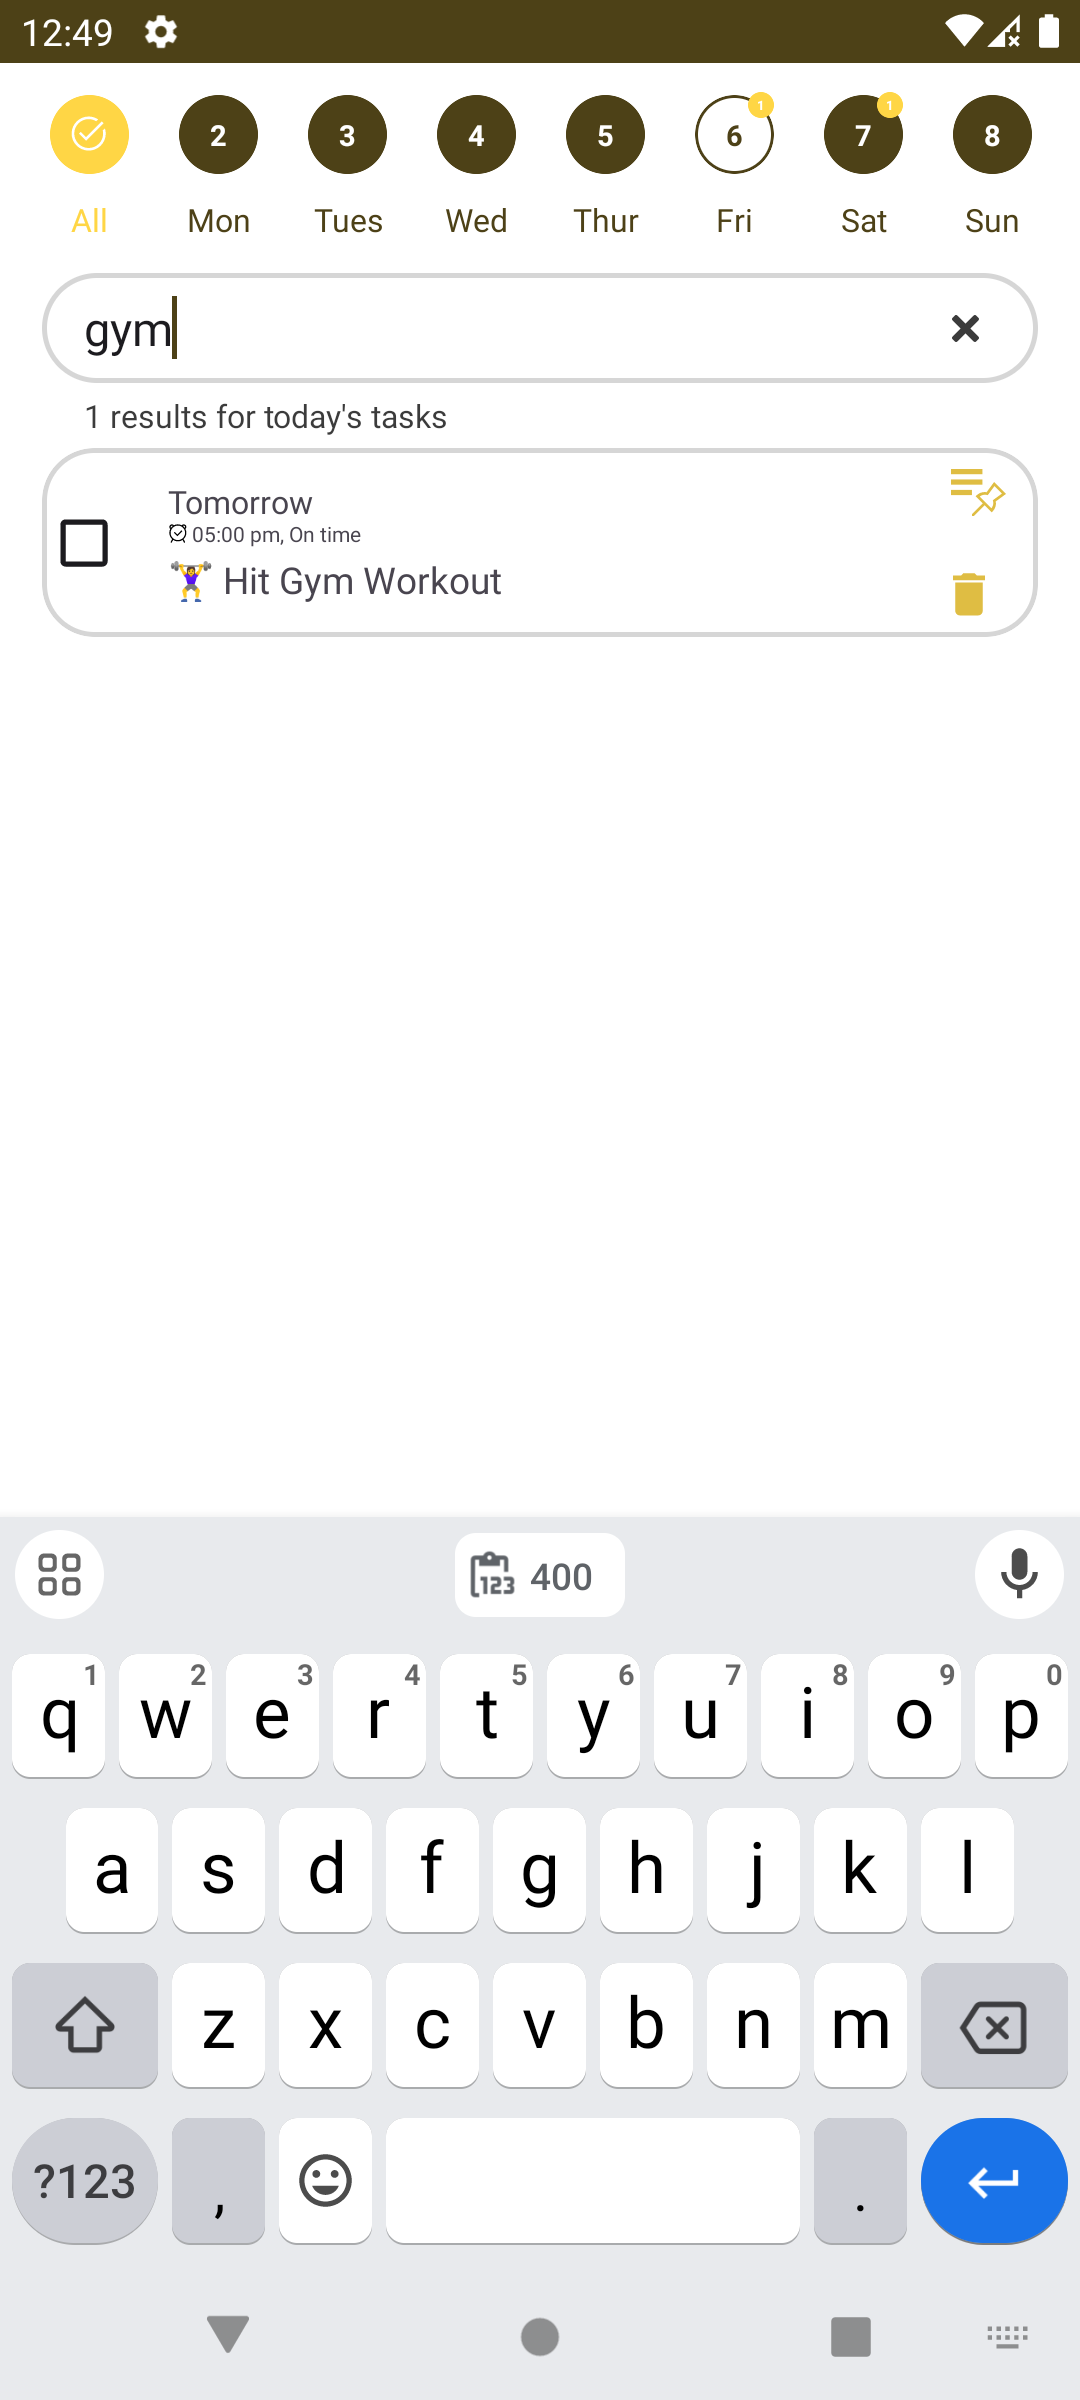 12:49
2 3 4 5 6 1 7 1 8
All Mon Tues Wed Thur Fri Sat Sun
gym
1 results for today's tasks
Tomorrow
05:00 pm, On time
🏋️‍♀️ Hit Gym Workout
123 400
q 1 w 2 e 3 r 4 t 5 y 6 u 7 i 8 o 9 p 0
a s d f g h j k l
z x c v b n m
?123 , .